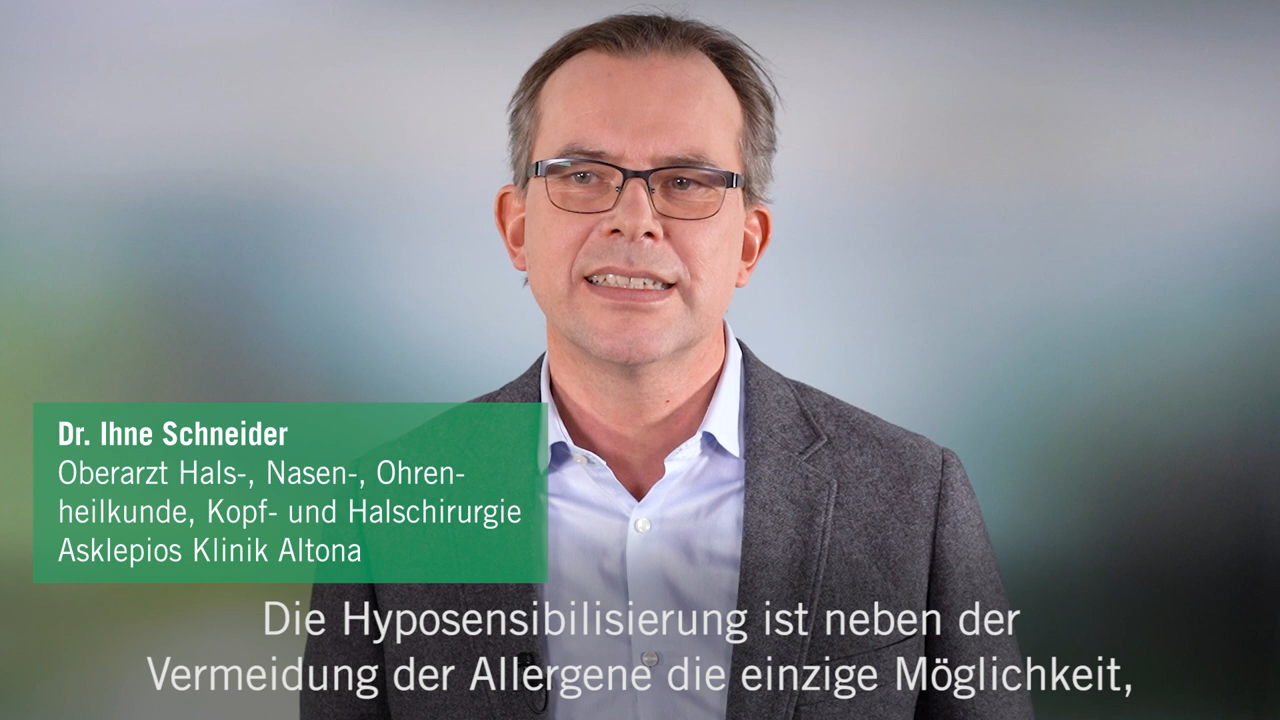 Dr. Ihne Schneider
Oberarzt Hals-, Nasen-, Ohren-
heilkunde, Kopf- und Halschirurgie
Asklepios Klinik Altona
Die Hyposensibilisierung ist neben der
Vermeidung der Allergene die einzige Möglichkeit,